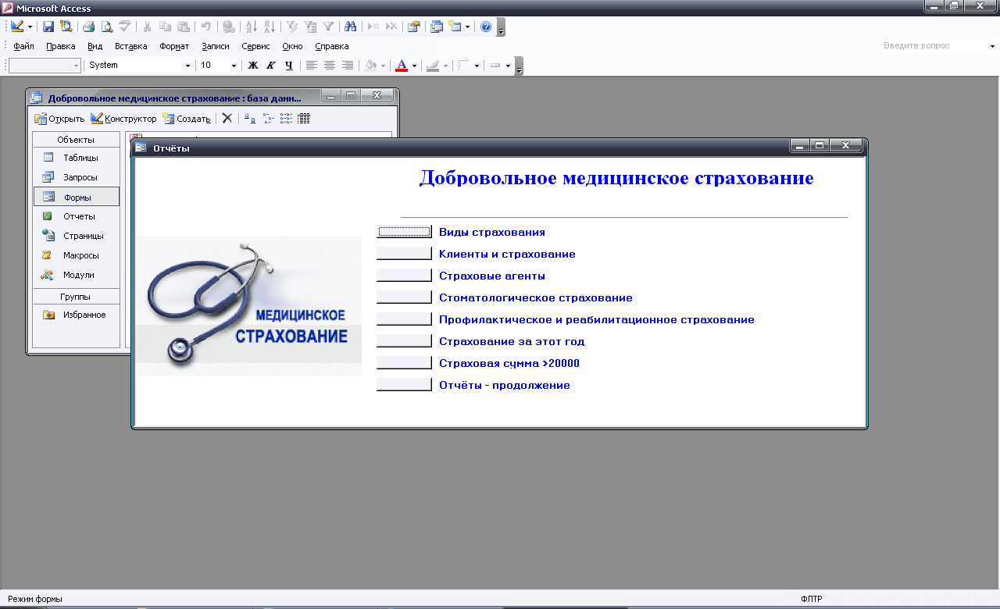 Microsoft Access
Файл Правка Вид Вставка Формат Записи Сервис Окно Справка
Введите вопрос
System 10 Ж К Ч A
Добровольное медицинское страхование : база данн...
Открыть Конструктор Создать
Объекты
Таблицы
Запросы
Формы
Отчеты
Страницы
Макросы
Модули
Группы
Избранное
Отчёты
Добровольное медицинское страхование
МЕДИЦИНСКОЕ
СТРАХОВАНИЕ
Виды страхования
Клиенты и страхование
Страховые агенты
Стоматологическое страхование
Профилактическое и реабилитационное страхование
Страхование за этот год
Страховая сумма >20000
Отчёты - продолжение
Режим формы
ФЛТР